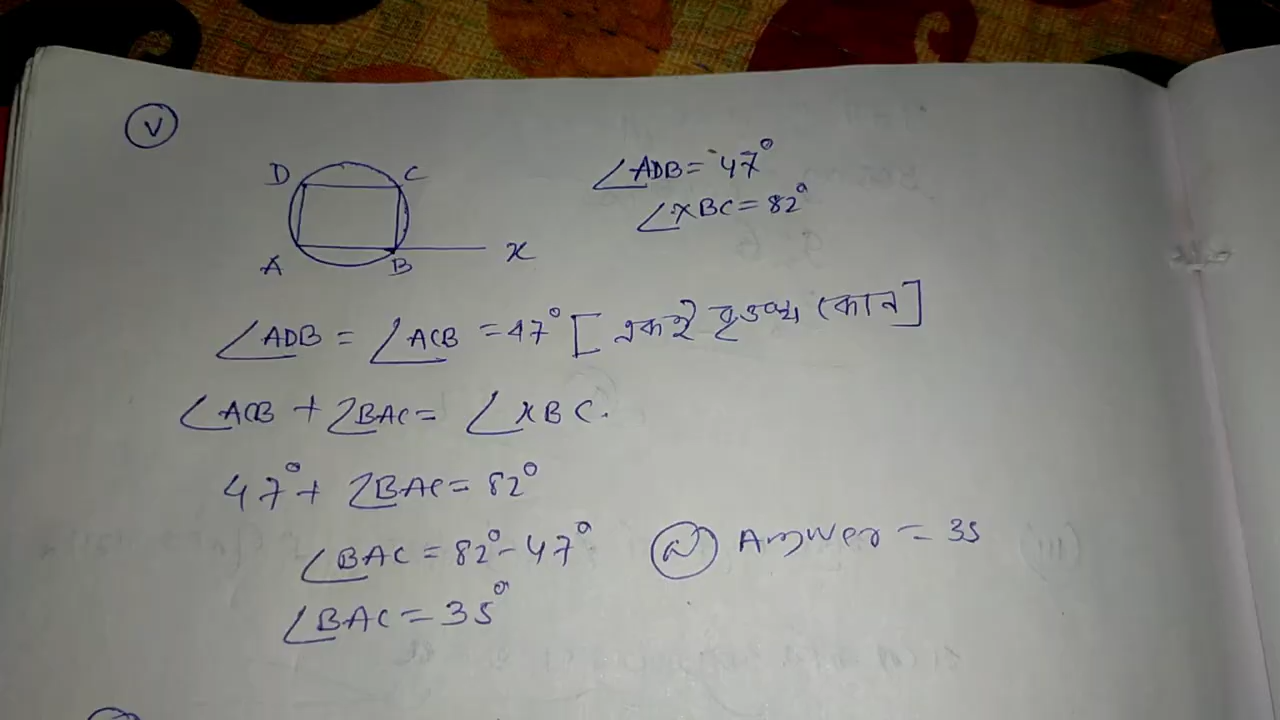 V
D C
A B x
∠ADB = 47°
∠XBC = 82°
∠ADB = ∠ACB = 47° [একই বৃত্তস্থ কোন]
∠ACB + ∠BAC = ∠XBC.
47° + ∠BAC = 82°
∠BAC = 82° - 47°
Answer = 35
∠BAC = 35°